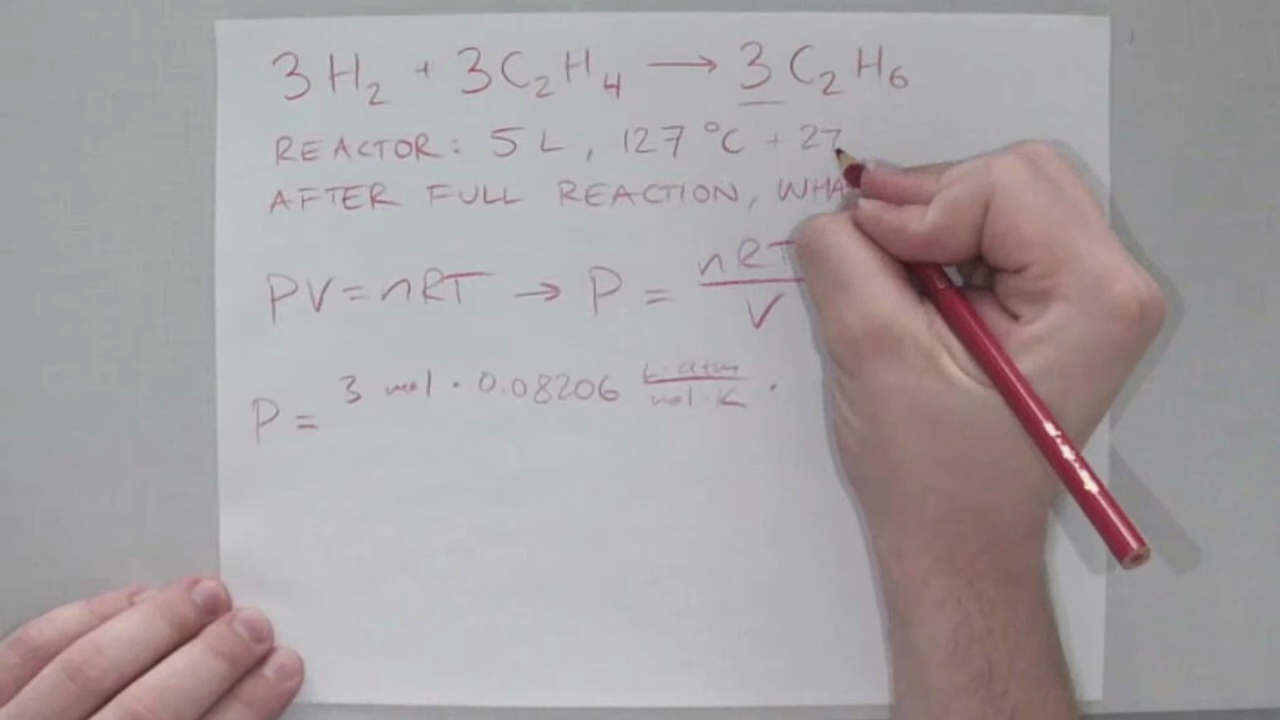 3H₂ + 3C₂H₄ → 3C₂H₆
REACTOR: 5 L, 127 °C + 27
AFTER FULL REACTION, WHA
PV = nRT → P = nRT / V
P = 3 mol · 0.08206 L·atm / mol·K ·